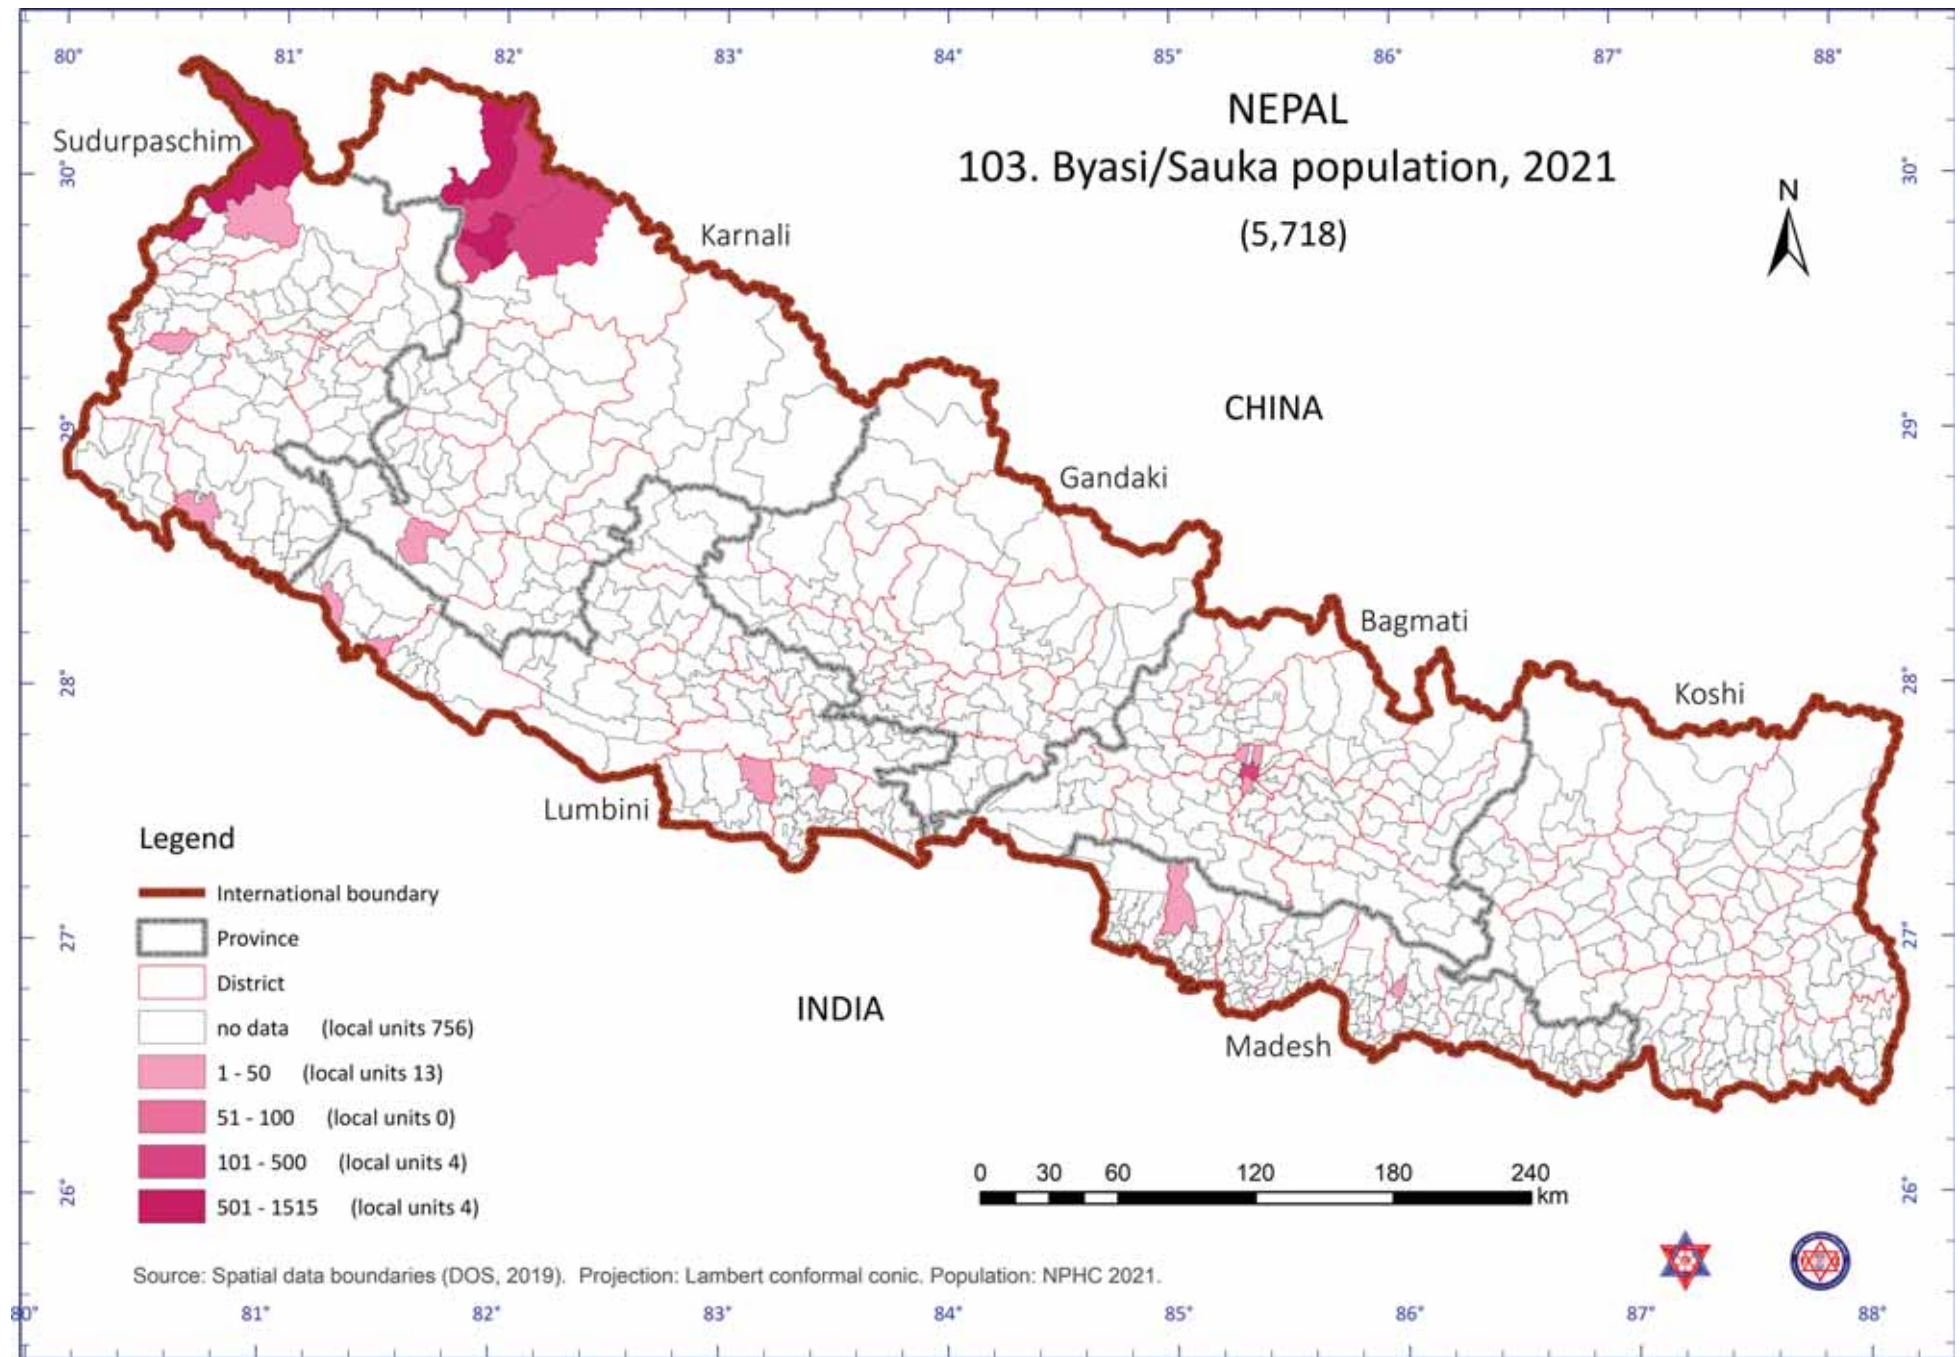 80° 81° 82° 83° 84° 85° 86° 87° 88°
NEPAL
103. Byasi/Sauka population, 2021
(5,718)
N
Sudurpaschim
30° 30°
Karnali
CHINA
29° 29°
Gandaki
Bagmati
28° 28°
Koshi
Lumbini
27° 27°
INDIA
Madesh
26° 26°
Legend
International boundary
Province
District
no data (local units 756)
1 - 50 (local units 13)
51 - 100 (local units 0)
101 - 500 (local units 4)
501 - 1515 (local units 4)
0 30 60 120 180 240
km
Source: Spatial data boundaries (DOS, 2019). Projection: Lambert conformal conic. Population: NPHC 2021.
80° 81° 82° 83° 84° 85° 86° 87° 88°